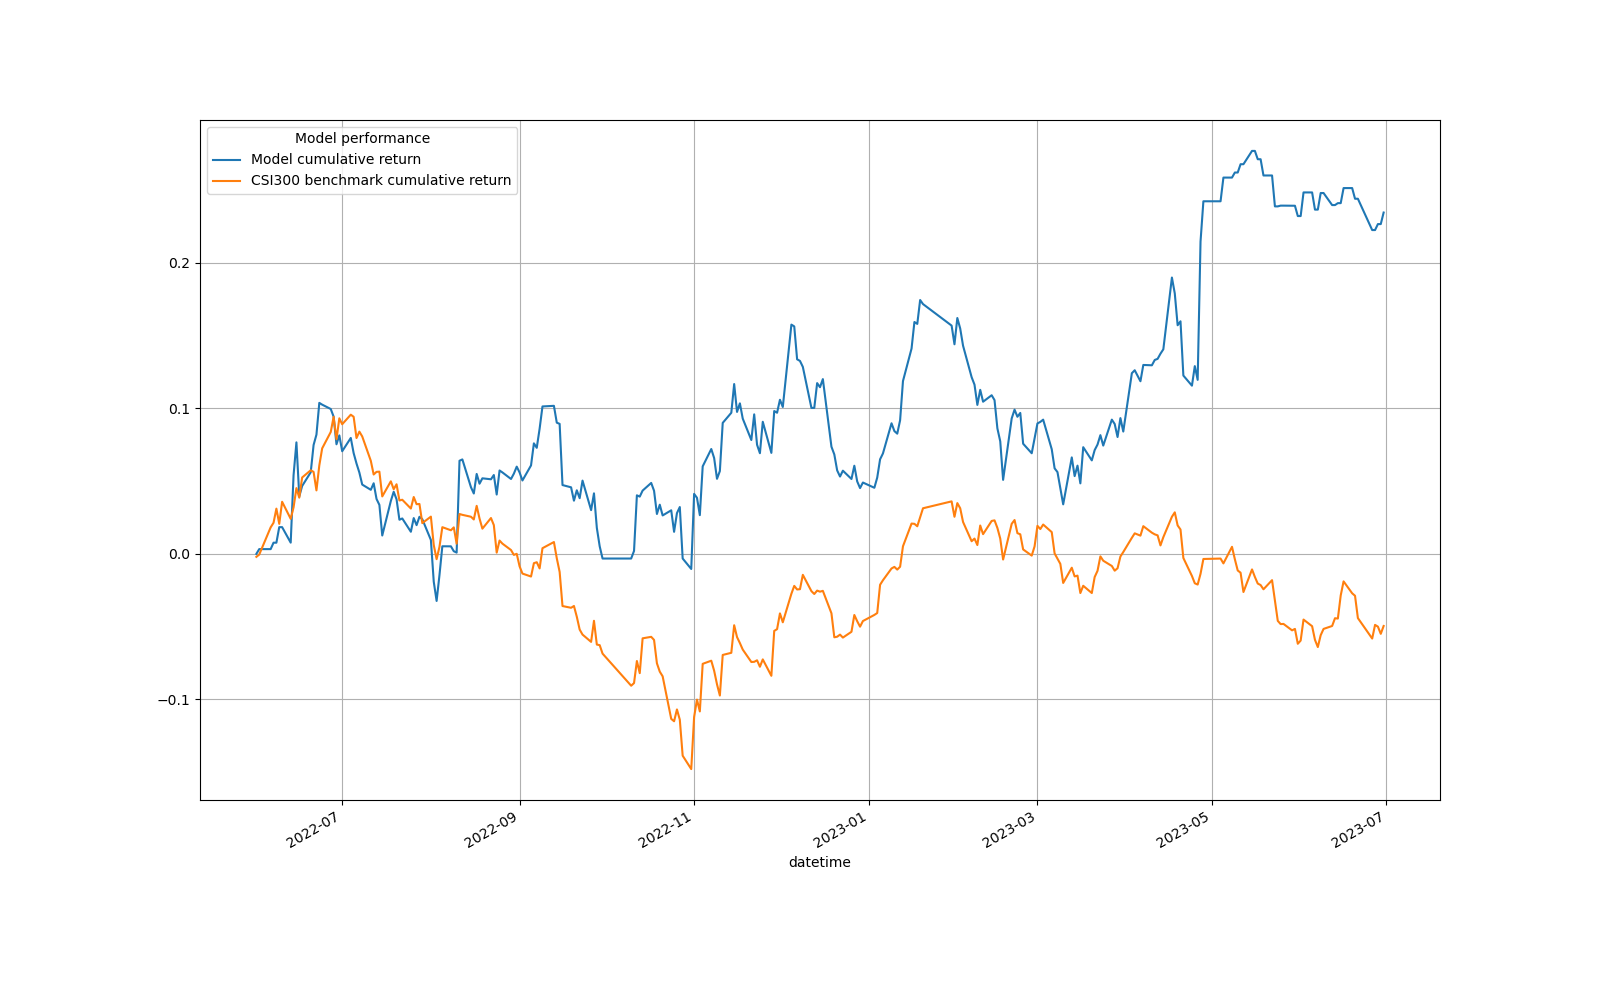 Model performance
Model cumulative return
CSI300 benchmark cumulative return
0.2
0.1
0.0
−0.1
2022-07
2022-09
2022-11
2023-01
2023-03
2023-05
2023-07
datetime